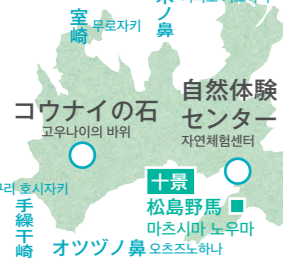 ノ鼻
室崎
무로자키
自然体験
センター
자연체험센터
コウナイの石
고우나이의 바위
리 호시자키
手繰干崎
十景
松島野馬
마츠시마 노우마
オツヅノ鼻
오츠즈노하나